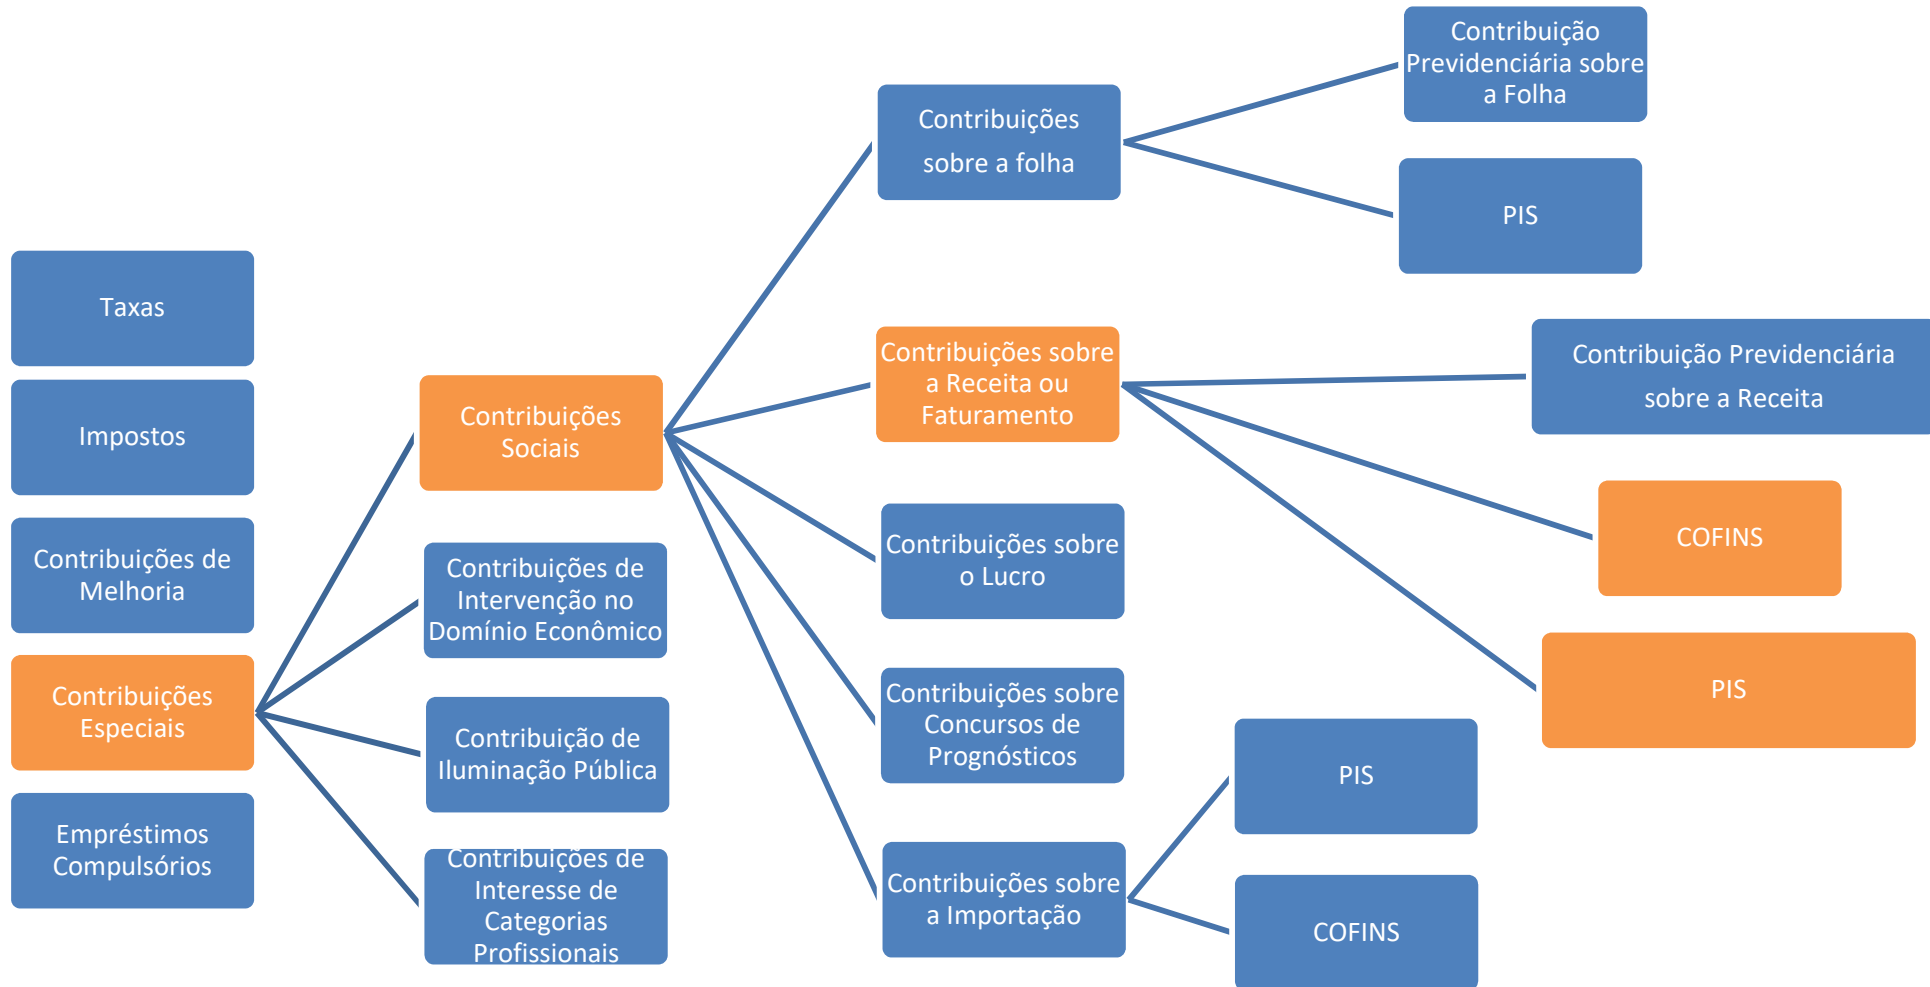 Taxas
Impostos
Contribuições de
Melhoria
Contribuições
Especiais
Empréstimos
Compulsórios
Contribuições
Sociais
Contribuições de
Intervenção no
Domínio Econômico
Contribuição de
Iluminação Pública
Contribuições de
Interesse de
Categorias
Profissionais
Contribuições
sobre a folha
Contribuições sobre
a Receita ou
Faturamento
Contribuições sobre
o Lucro
Contribuições sobre
Concursos de
Prognósticos
Contribuições sobre
a Importação
Contribuição
Previdenciária sobre
a Folha
PIS
Contribuição Previdenciária
sobre a Receita
COFINS
PIS
PIS
COFINS